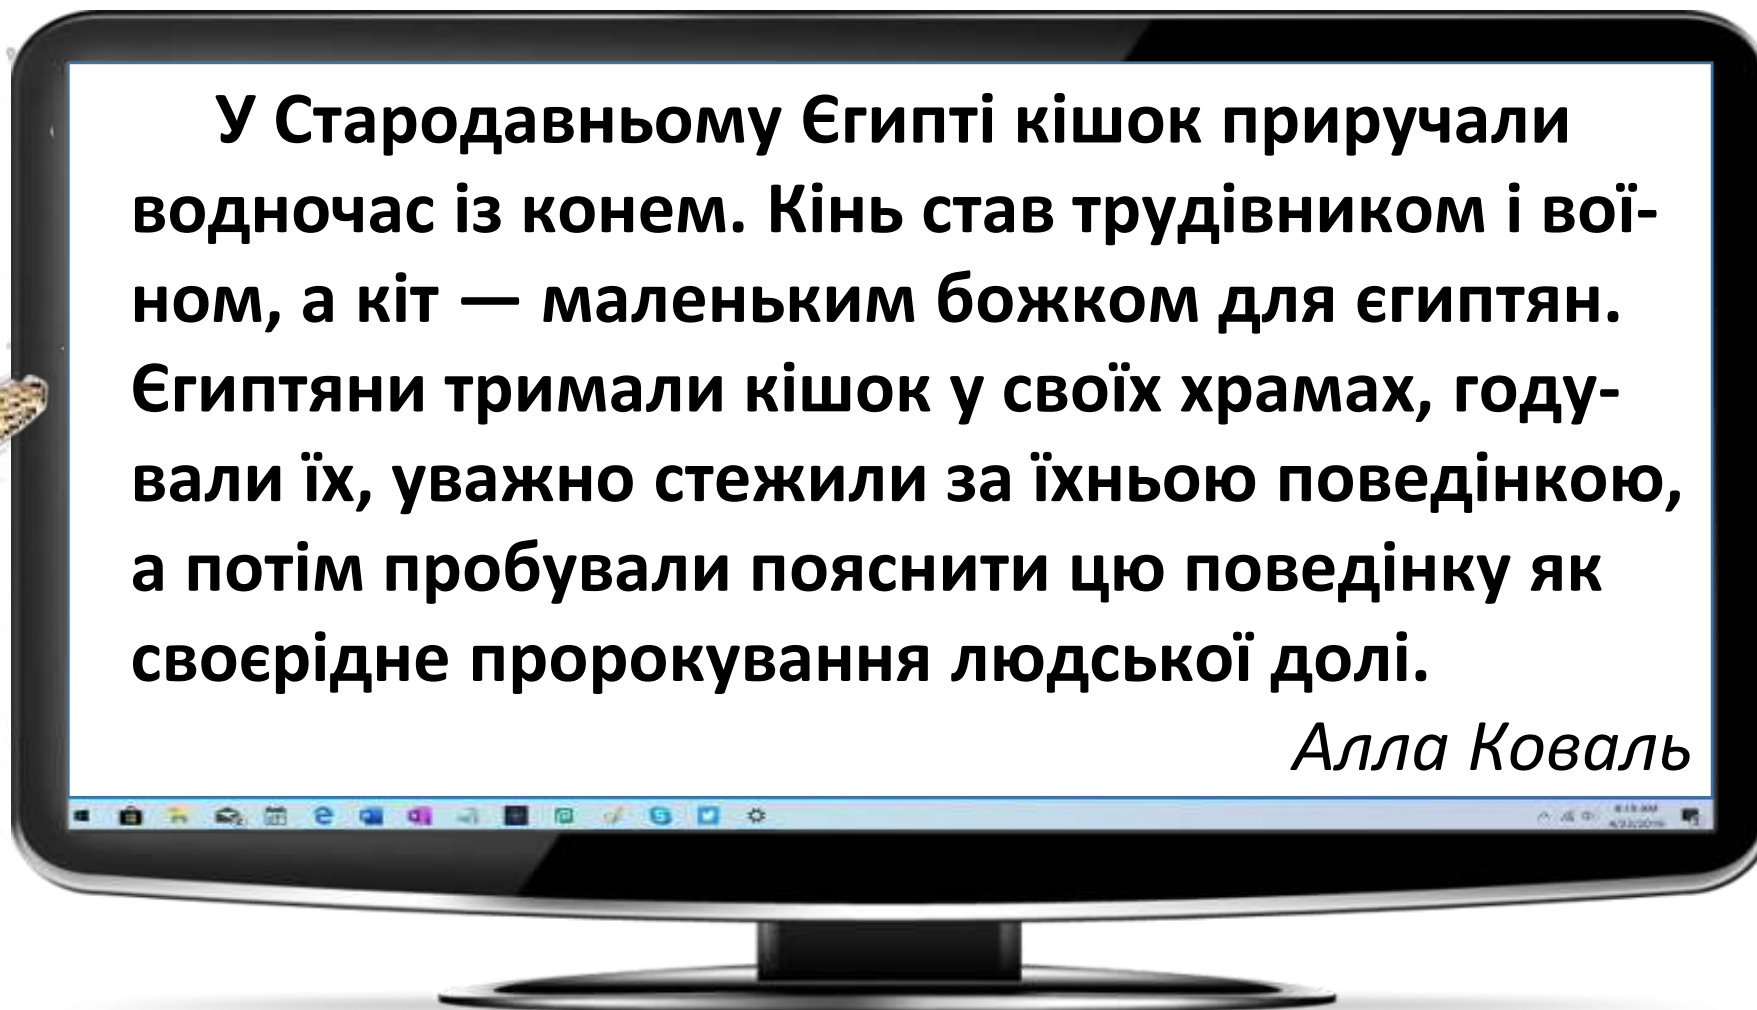 У Стародавньому Єгипті кішок приручали
водночас із конем. Кінь став трудівником і вої-
ном, а кіт — маленьким божком для єгиптян.
Єгиптяни тримали кішок у своїх храмах, году-
вали їх, уважно стежили за їхньою поведінкою,
а потім пробували пояснити цю поведінку як
своєрідне пророкування людської долі.
Алла Коваль